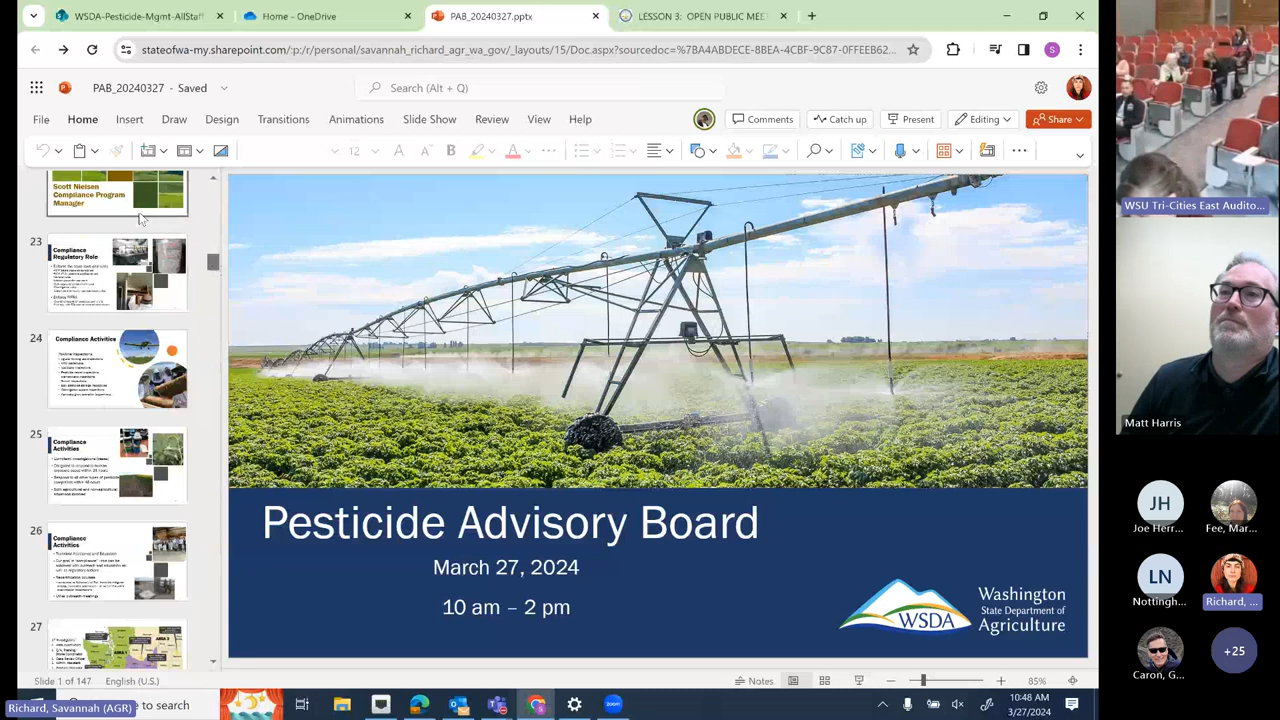 WSDA-Pesticide-Mgmt-AllStaf
Home – OneDrive
PAB_20240327.pptx
LESSON 3: OPEN PUBLIC MEET
stateofwa-my.sharepoint.com/:p:/r/personal/savannah_richard_agr_wa_gov/_layouts/15/Doc.aspx?sourcedoc=%7BA4ABDECE-8BEA-4CBF-9C87-0FFEEB62...
S
PAB_20240327 - Saved
Search (Alt + Q)
File Home Insert Draw Design Transitions Animations Slide Show Review View Help
Comments Catch up Present Editing Share
12
B
A
Scott Nielsen
Compliance Program
Manager
23
Compliance
Regulatory Role
24
Compliance Activities
25
Compliance
Activities
26
Compliance
Activities
27
Pesticide Advisory Board
March 27, 2024
10 am – 2 pm
WSDA
Washington
State Department of
Agriculture
Slide 1 of 147 English (U.S.)
Notes
85%
e to search
10:48 AM
3/27/2024
Richard, Savannah (AGR)
WSU Tri-Cities East Audito...
Matt Harris
JH
Joe Herr...
Fee, Mar...
LN
Nottingh...
Richard, ...
Caron, G...
+25